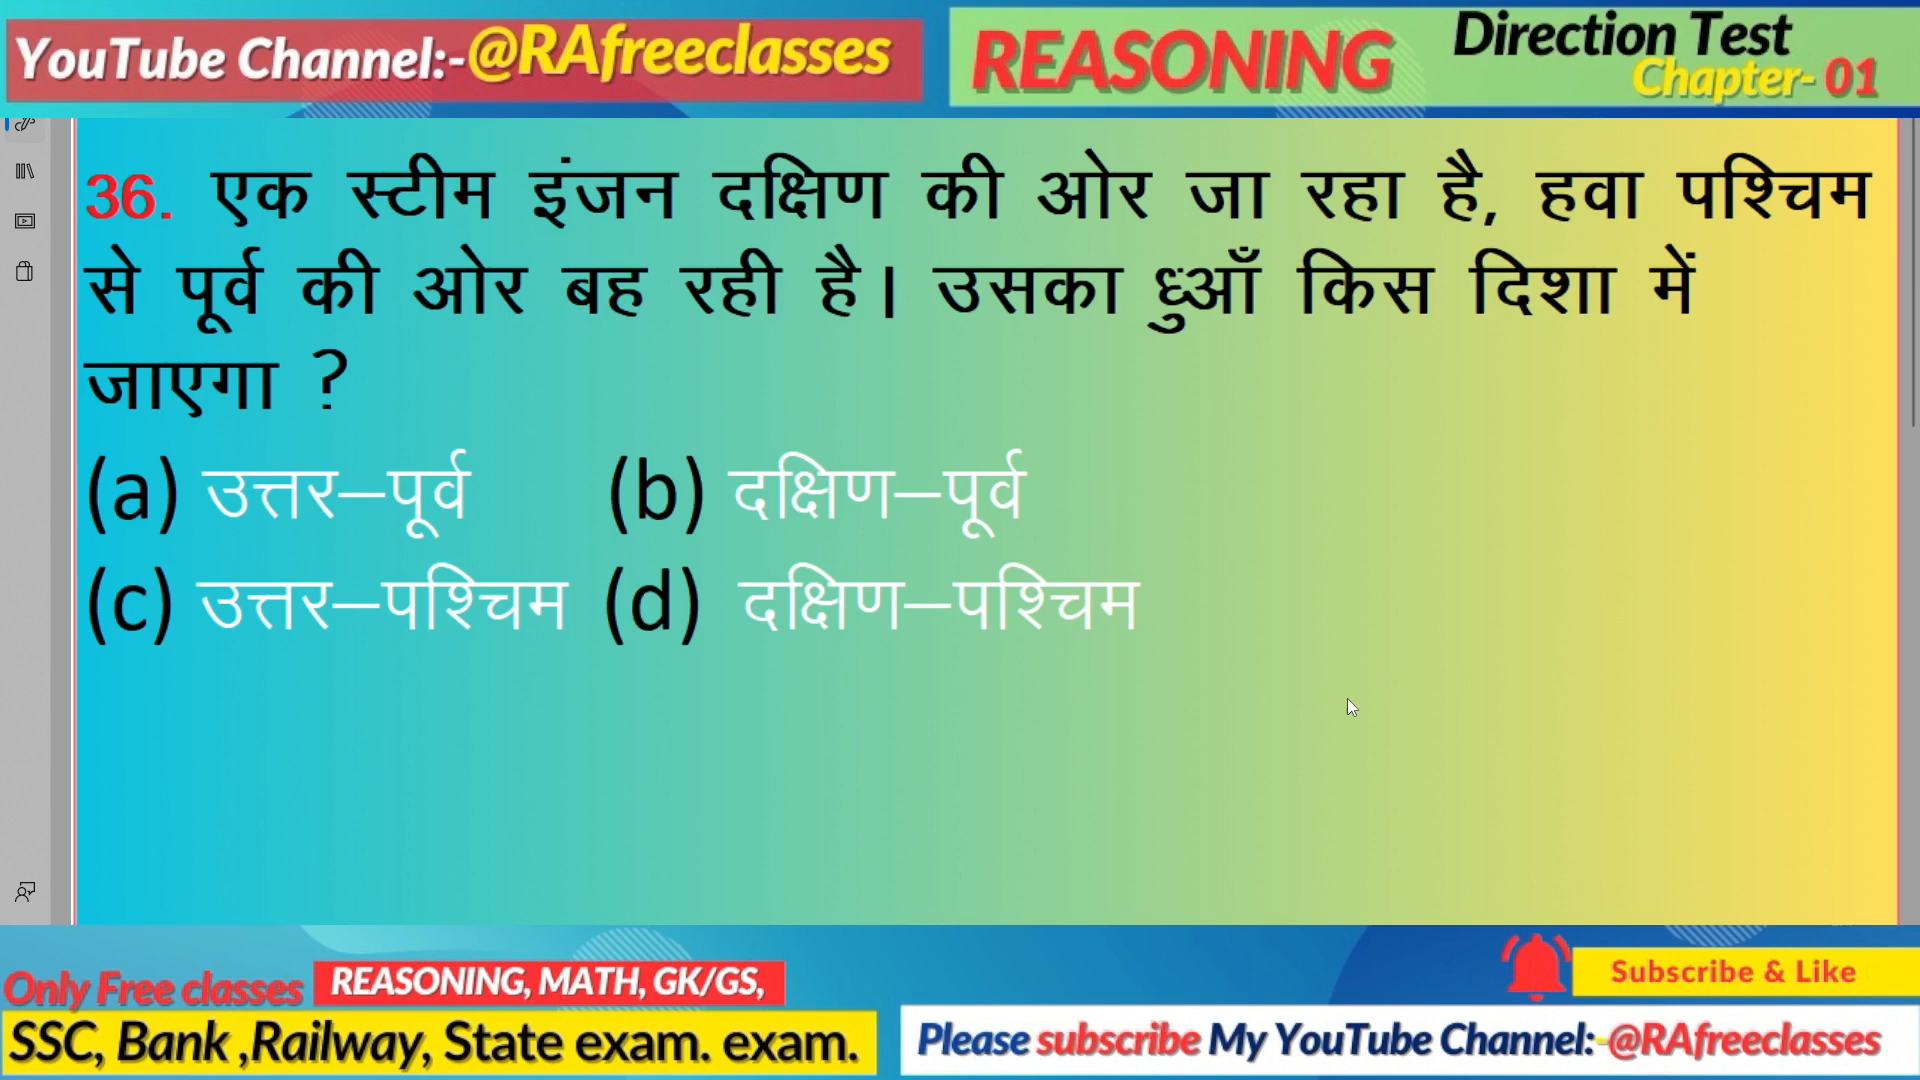 YouTube Channel:-@RAfreeclasses
REASONING
Direction Test
Chapter- 01
36. एक स्टीम इंजन दक्षिण की ओर जा रहा है, हवा पश्चिम
से पूर्व की ओर बह रही है। उसका धुआँ किस दिशा में
जाएगा ?
(a) उत्तर–पूर्व (b) दक्षिण–पूर्व
(c) उत्तर–पश्चिम (d) दक्षिण–पश्चिम
Only Free classes REASONING, MATH, GK/GS,
SSC, Bank ,Railway, State exam. exam.
Subscribe & Like
Please subscribe My YouTube Channel:-@RAfreeclasses